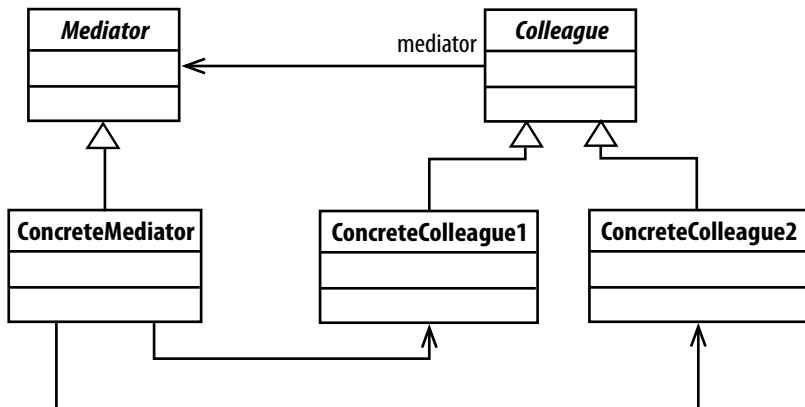 Mediator
mediator
Colleague
ConcreteMediator
ConcreteColleague1
ConcreteColleague2